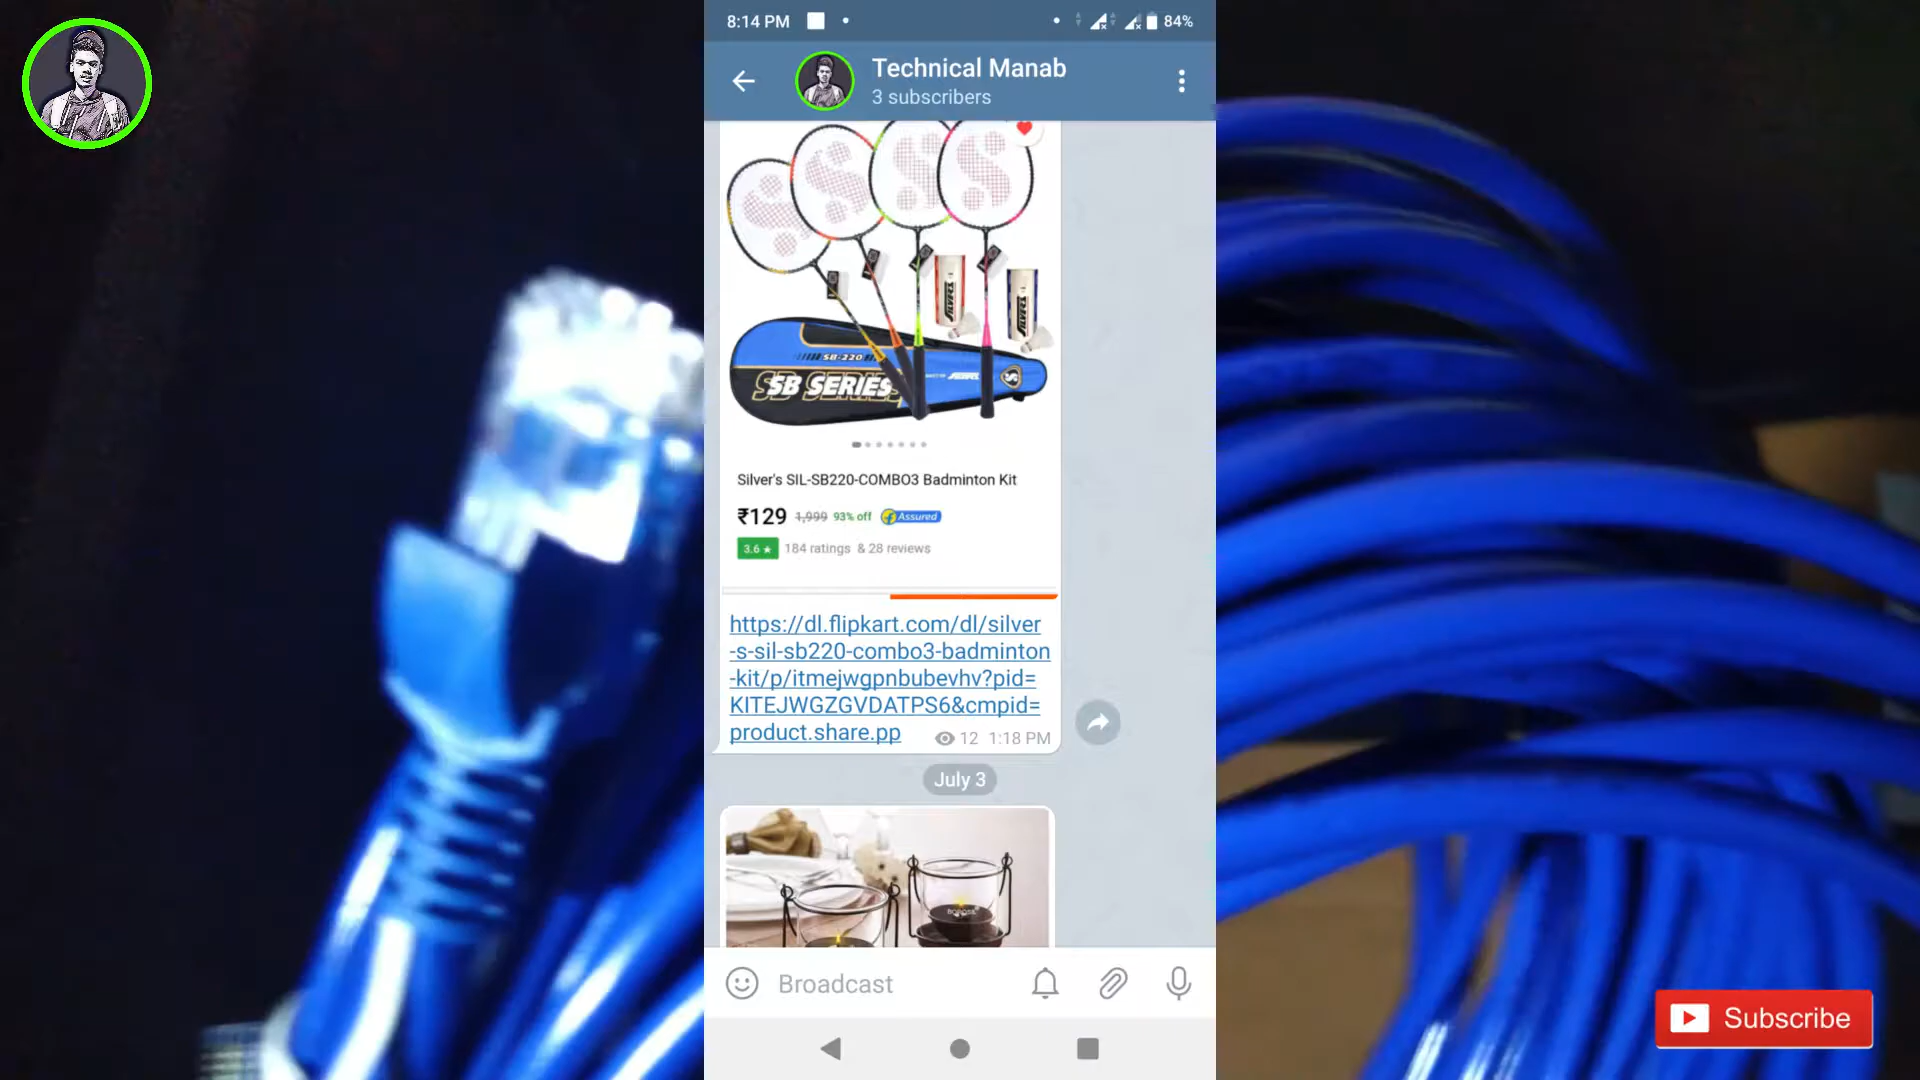 8:14 PM
84%
Technical Manab
3 subscribers
SB-220
SB SERIES
Silver's SIL-SB220-COMBO3 Badminton Kit
₹129 1,999 93% off Assured
3.6 ★ 184 ratings & 28 reviews
https://dl.flipkart.com/dl/silver
-s-sil-sb220-combo3-badminton
-kit/p/itmejwgpnbubevhv?pid=
KITEJWGZGVDATPS6&cmpid=
product.share.pp 12 1:18 PM
July 3
Broadcast
Subscribe